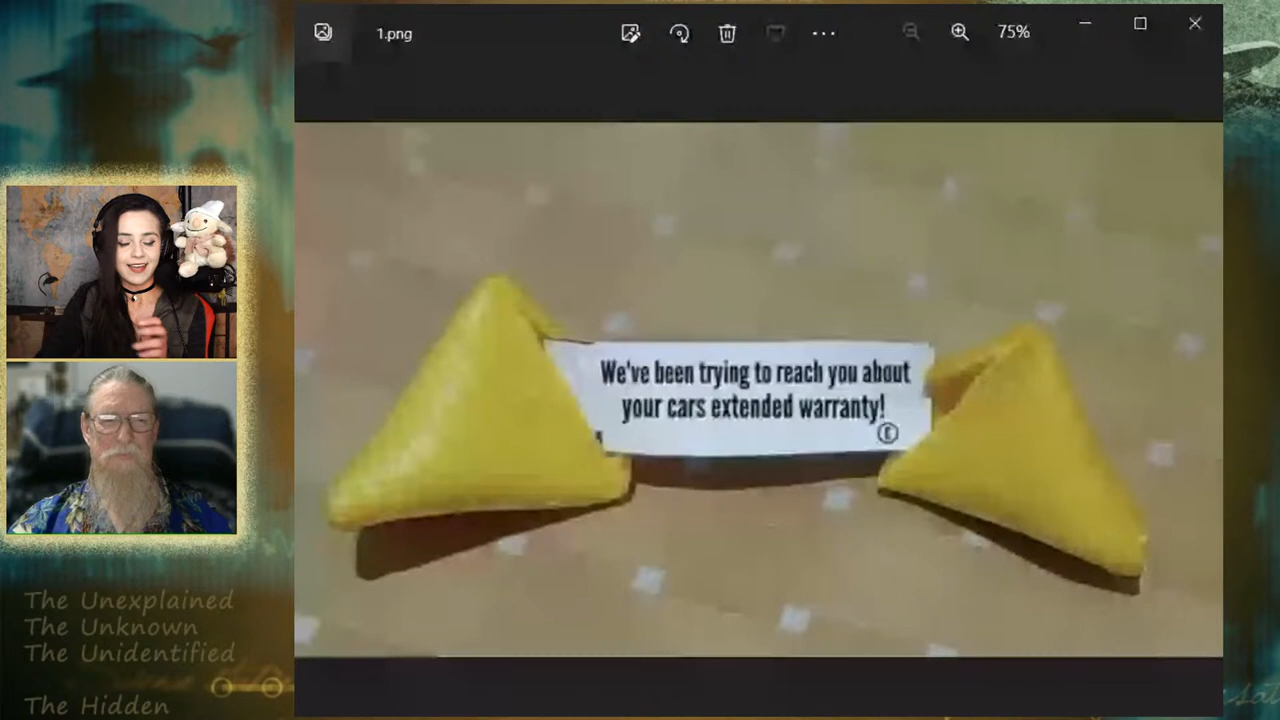 1.png
75%
We've been trying to reach you about
your cars extended warranty!
E
The Unexplained
The Unknown
The Unidentified
The Hidden